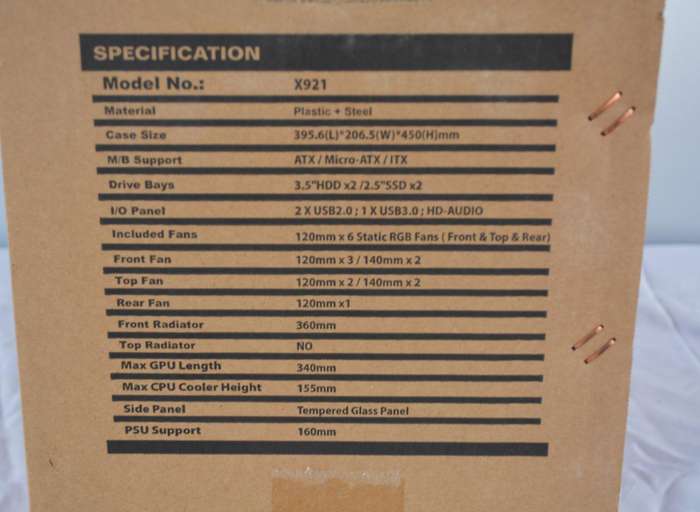 SPECIFICATION
Model No.: X921
Material Plastic + Steel
Case Size 395.6(L)*206.5(W)*450(H)mm
M/B Support ATX / Micro-ATX / ITX
Drive Bays 3.5"HDD x2 /2.5"SSD x2
I/O Panel 2 X USB2.0 ; 1 X USB3.0 ; HD-AUDIO
Included Fans 120mm x 6 Static RGB Fans ( Front & Top & Rear)
Front Fan 120mm x 3 / 140mm x 2
Top Fan 120mm x 2 / 140mm x 2
Rear Fan 120mm x1
Front Radiator 360mm
Top Radiator NO
Max GPU Length 340mm
Max CPU Cooler Height 155mm
Side Panel Tempered Glass Panel
PSU Support 160mm